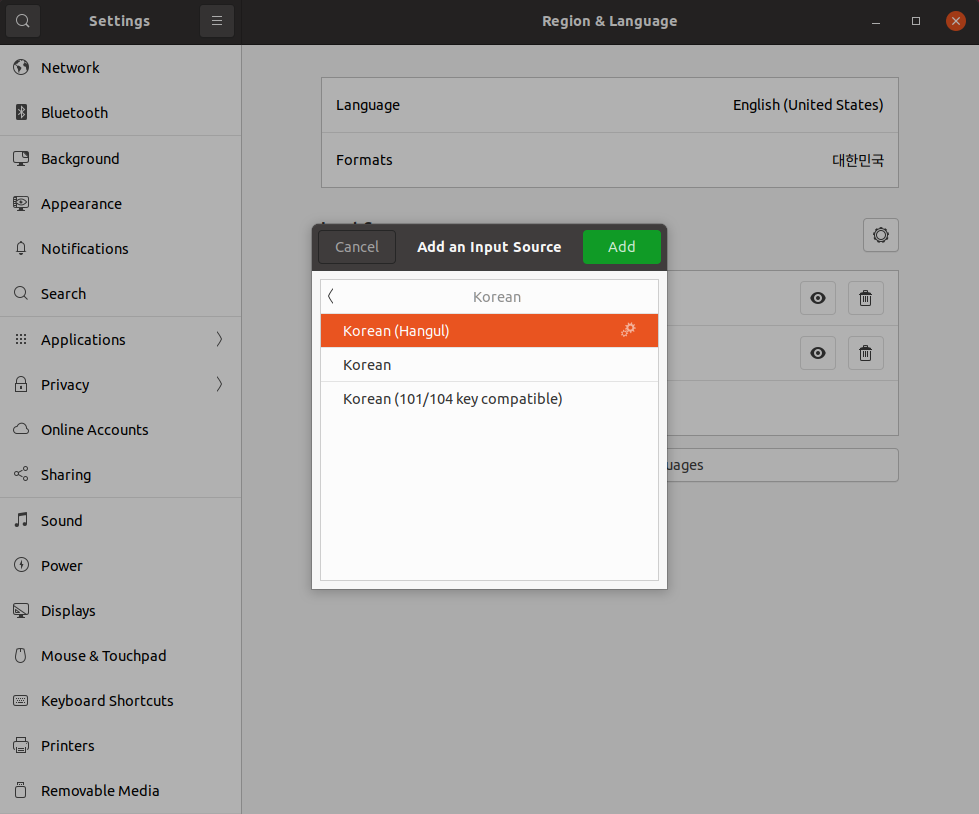 Settings
Region & Language
Network
Bluetooth
Background
Appearance
Notifications
Search
Applications
Privacy
Online Accounts
Sharing
Sound
Power
Displays
Mouse & Touchpad
Keyboard Shortcuts
Printers
Removable Media
Language English (United States)
Formats 대한민국
Cancel Add an Input Source Add
Korean
Korean (Hangul)
Korean
Korean (101/104 key compatible)
uages